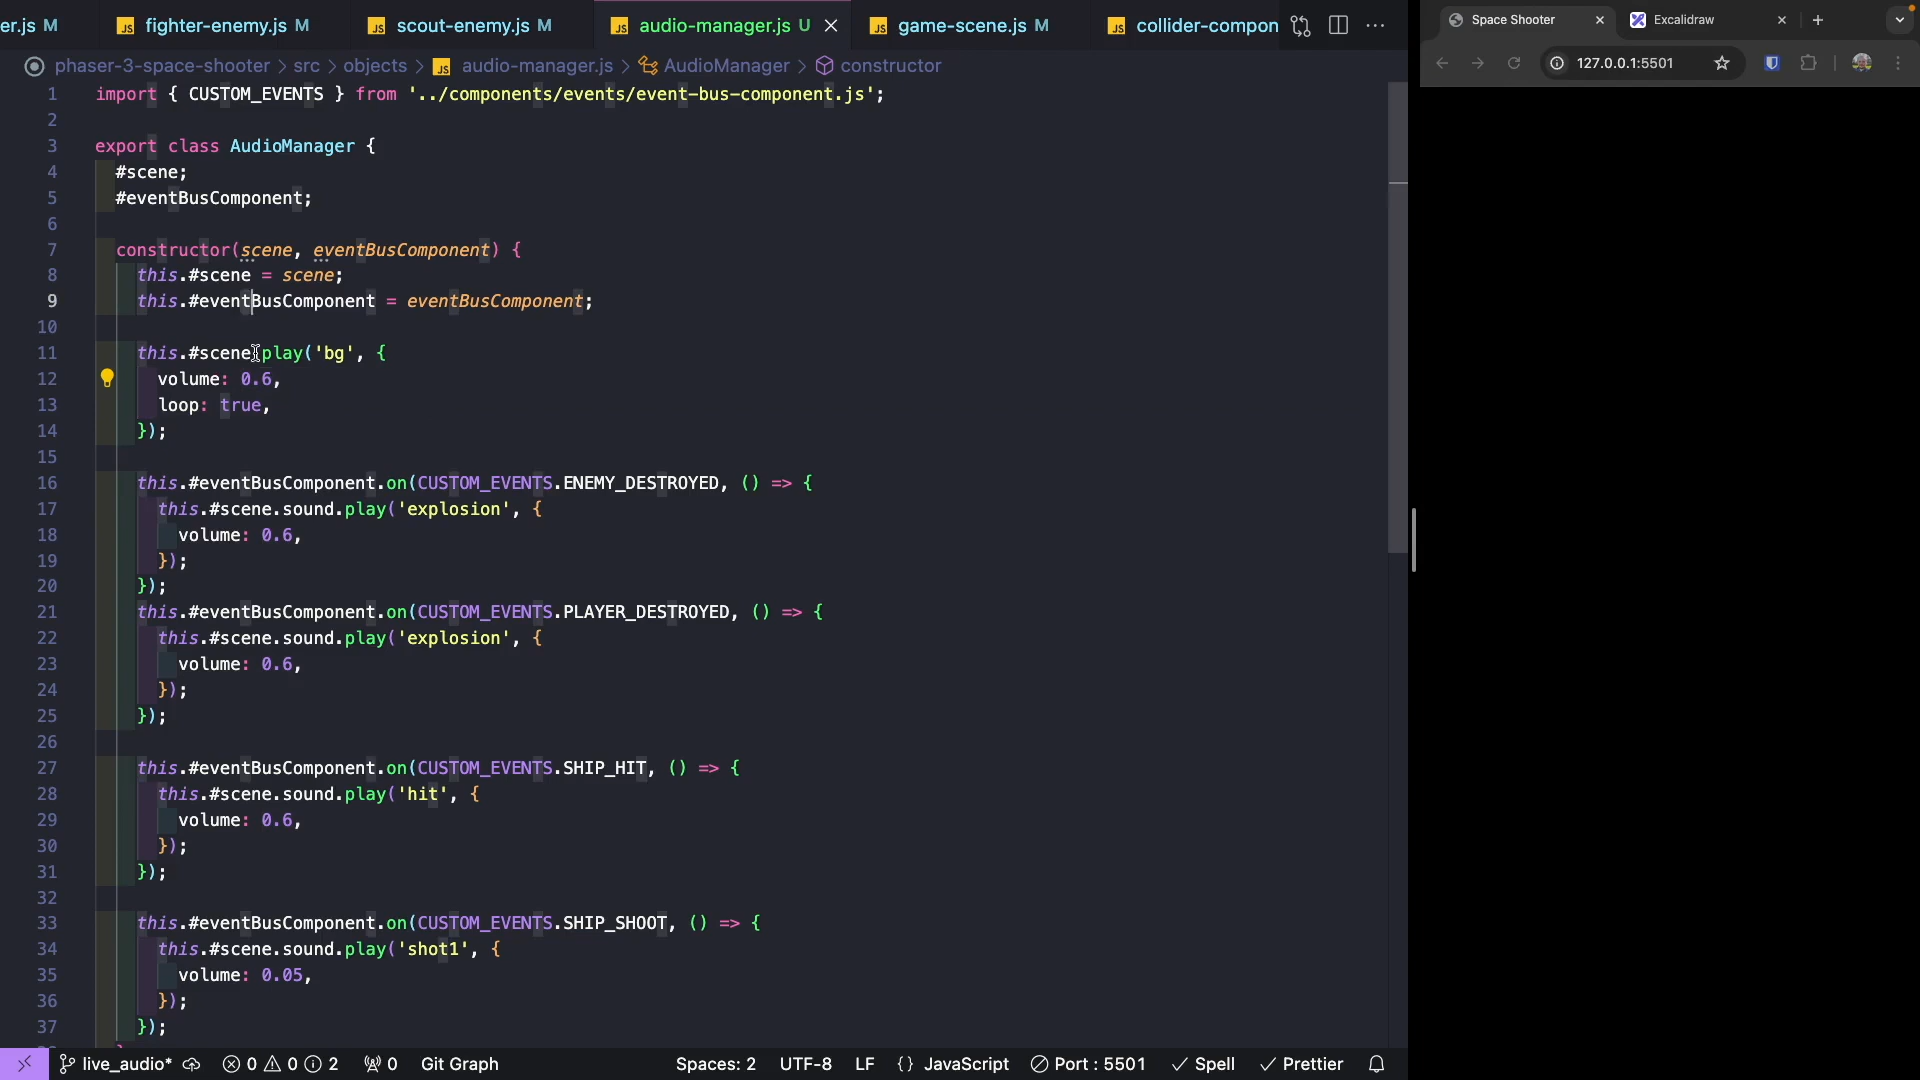 er.js M fighter-enemy.js M scout-enemy.js M audio-manager.js U game-scene.js M collider-compon
Space Shooter Excalidraw
127.0.0.1:5501
phaser-3-space-shooter > src > objects > audio-manager.js > AudioManager > constructor
1 import { CUSTOM_EVENTS } from '../components/events/event-bus-component.js';
2
3 export class AudioManager {
4 #scene;
5 #eventBusComponent;
6
7 constructor(scene, eventBusComponent) {
8 this.#scene = scene;
9 this.#eventBusComponent = eventBusComponent;
10
11 this.#scene.play('bg', {
12 volume: 0.6,
13 loop: true,
14 });
15
16 this.#eventBusComponent.on(CUSTOM_EVENTS.ENEMY_DESTROYED, () => {
17 this.#scene.sound.play('explosion', {
18 volume: 0.6,
19 });
20 });
21 this.#eventBusComponent.on(CUSTOM_EVENTS.PLAYER_DESTROYED, () => {
22 this.#scene.sound.play('explosion', {
23 volume: 0.6,
24 });
25 });
26
27 this.#eventBusComponent.on(CUSTOM_EVENTS.SHIP_HIT, () => {
28 this.#scene.sound.play('hit', {
29 volume: 0.6,
30 });
31 });
32
33 this.#eventBusComponent.on(CUSTOM_EVENTS.SHIP_SHOOT, () => {
34 this.#scene.sound.play('shot1', {
35 volume: 0.05,
36 });
37 });
live_audio* 0 0 2 0 Git Graph Spaces: 2 UTF-8 LF {} JavaScript Port : 5501 Spell Prettier